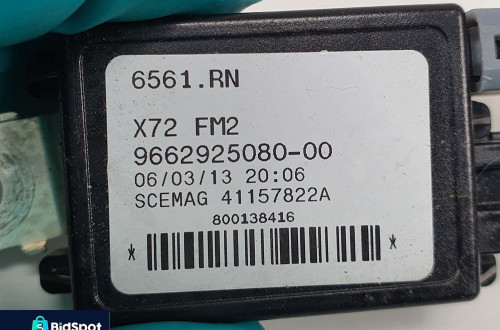 6561.RN
X72 FM2
9662925080-00
06/03/13 20:06
SCEMAG 41157822A
800138416
* *
BidSpot